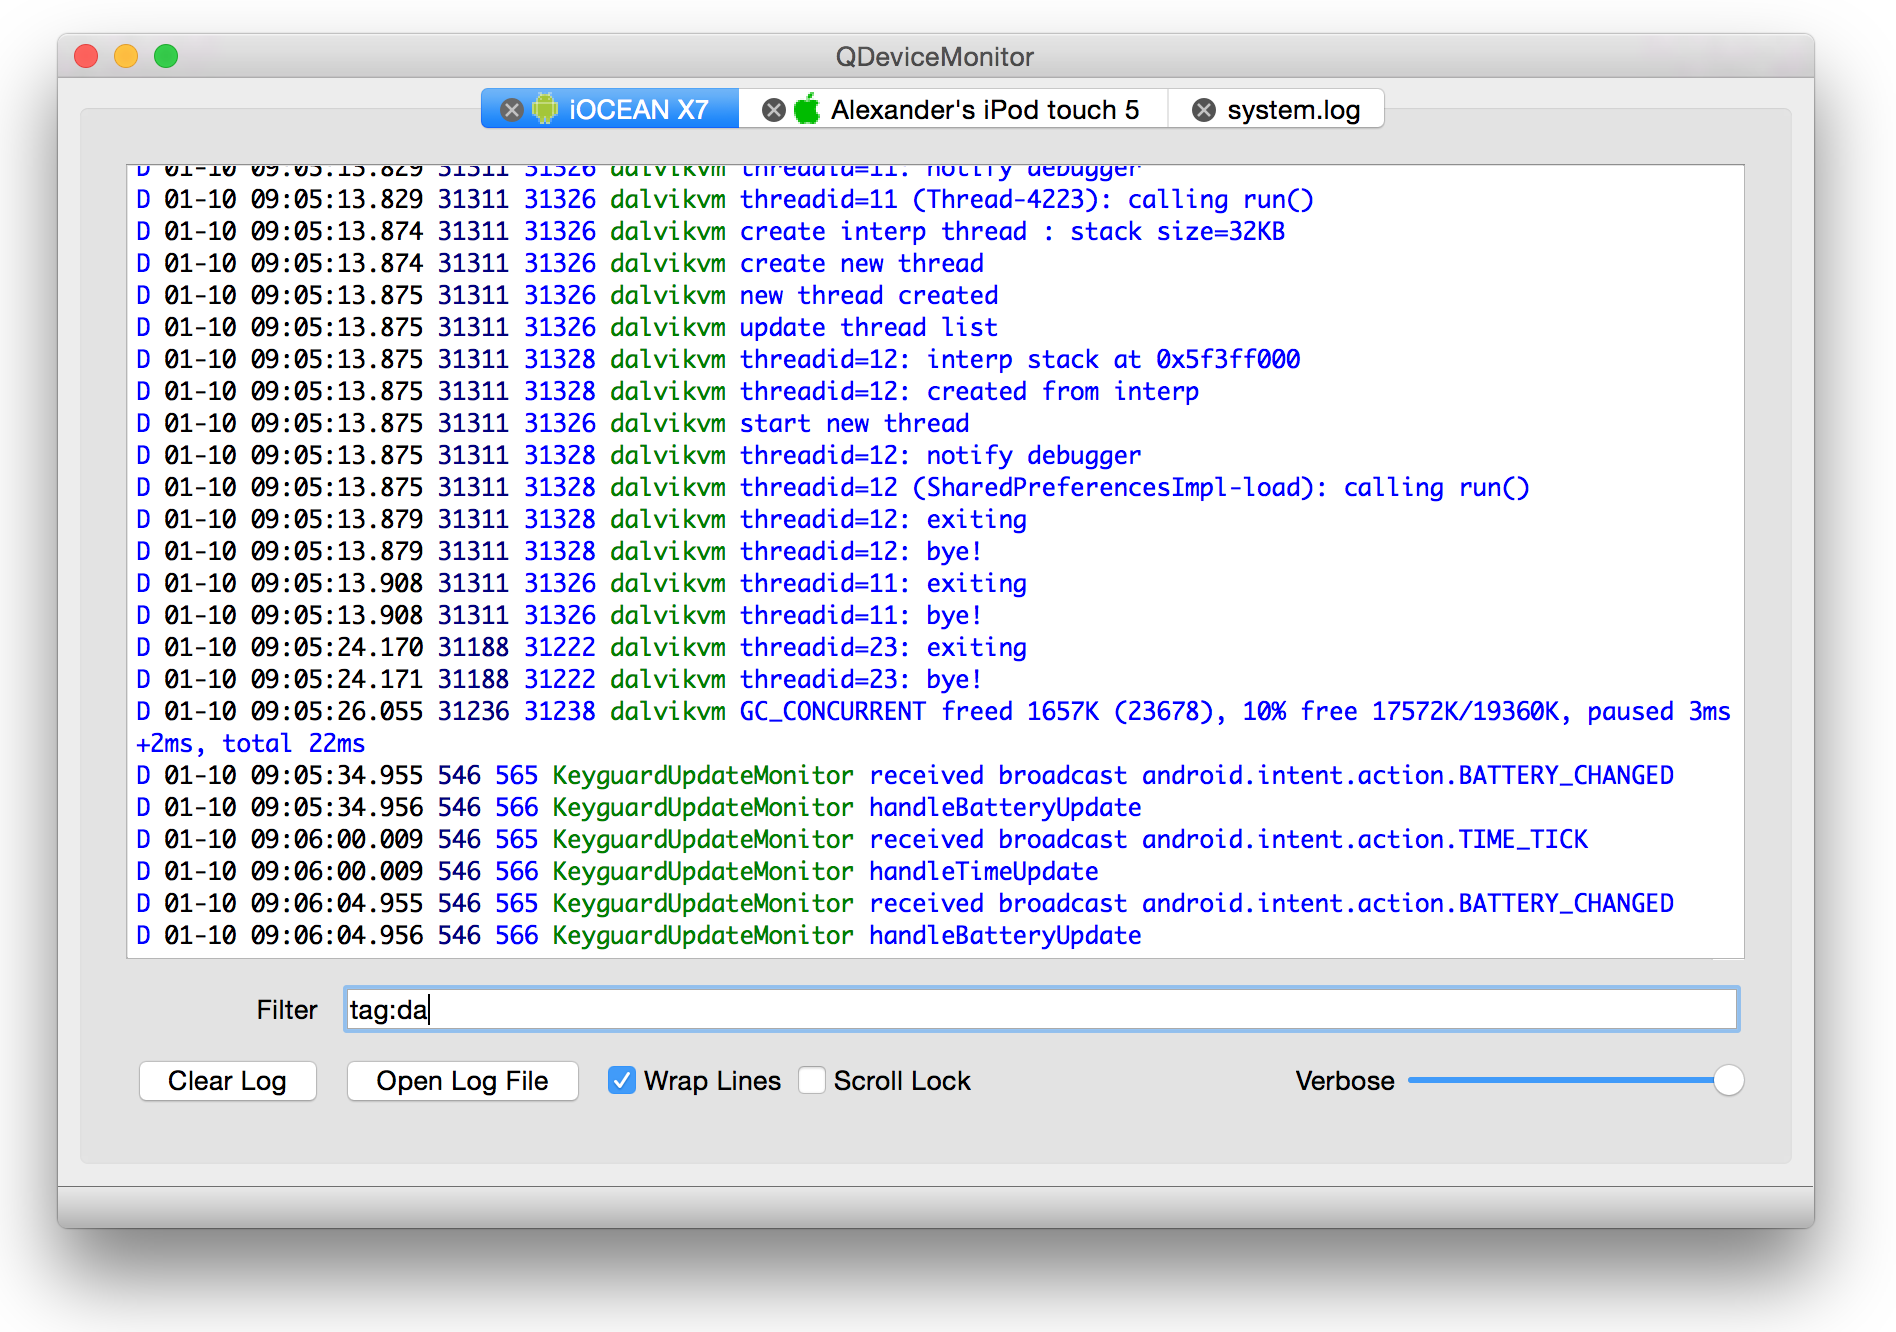 QDeviceMonitor
iOCEAN X7 Alexander's iPod touch 5 system.log
D 01-10 09:05:13.829 31311 31326 dalvikvm threadid=11: notify debugger
D 01-10 09:05:13.829 31311 31326 dalvikvm threadid=11 (Thread-4223): calling run()
D 01-10 09:05:13.874 31311 31326 dalvikvm create interp thread : stack size=32KB
D 01-10 09:05:13.874 31311 31326 dalvikvm create new thread
D 01-10 09:05:13.875 31311 31326 dalvikvm new thread created
D 01-10 09:05:13.875 31311 31326 dalvikvm update thread list
D 01-10 09:05:13.875 31311 31328 dalvikvm threadid=12: interp stack at 0x5f3ff000
D 01-10 09:05:13.875 31311 31328 dalvikvm threadid=12: created from interp
D 01-10 09:05:13.875 31311 31326 dalvikvm start new thread
D 01-10 09:05:13.875 31311 31328 dalvikvm threadid=12: notify debugger
D 01-10 09:05:13.875 31311 31328 dalvikvm threadid=12 (SharedPreferencesImpl-load): calling run()
D 01-10 09:05:13.879 31311 31328 dalvikvm threadid=12: exiting
D 01-10 09:05:13.879 31311 31328 dalvikvm threadid=12: bye!
D 01-10 09:05:13.908 31311 31326 dalvikvm threadid=11: exiting
D 01-10 09:05:13.908 31311 31326 dalvikvm threadid=11: bye!
D 01-10 09:05:24.170 31188 31222 dalvikvm threadid=23: exiting
D 01-10 09:05:24.171 31188 31222 dalvikvm threadid=23: bye!
D 01-10 09:05:26.055 31236 31238 dalvikvm GC_CONCURRENT freed 1657K (23678), 10% free 17572K/19360K, paused 3ms
+2ms, total 22ms
D 01-10 09:05:34.955 546 565 KeyguardUpdateMonitor received broadcast android.intent.action.BATTERY_CHANGED
D 01-10 09:05:34.956 546 566 KeyguardUpdateMonitor handleBatteryUpdate
D 01-10 09:06:00.009 546 565 KeyguardUpdateMonitor received broadcast android.intent.action.TIME_TICK
D 01-10 09:06:00.009 546 566 KeyguardUpdateMonitor handleTimeUpdate
D 01-10 09:06:04.955 546 565 KeyguardUpdateMonitor received broadcast android.intent.action.BATTERY_CHANGED
D 01-10 09:06:04.956 546 566 KeyguardUpdateMonitor handleBatteryUpdate
Filter tag:da
Clear Log Open Log File Wrap Lines Scroll Lock Verbose